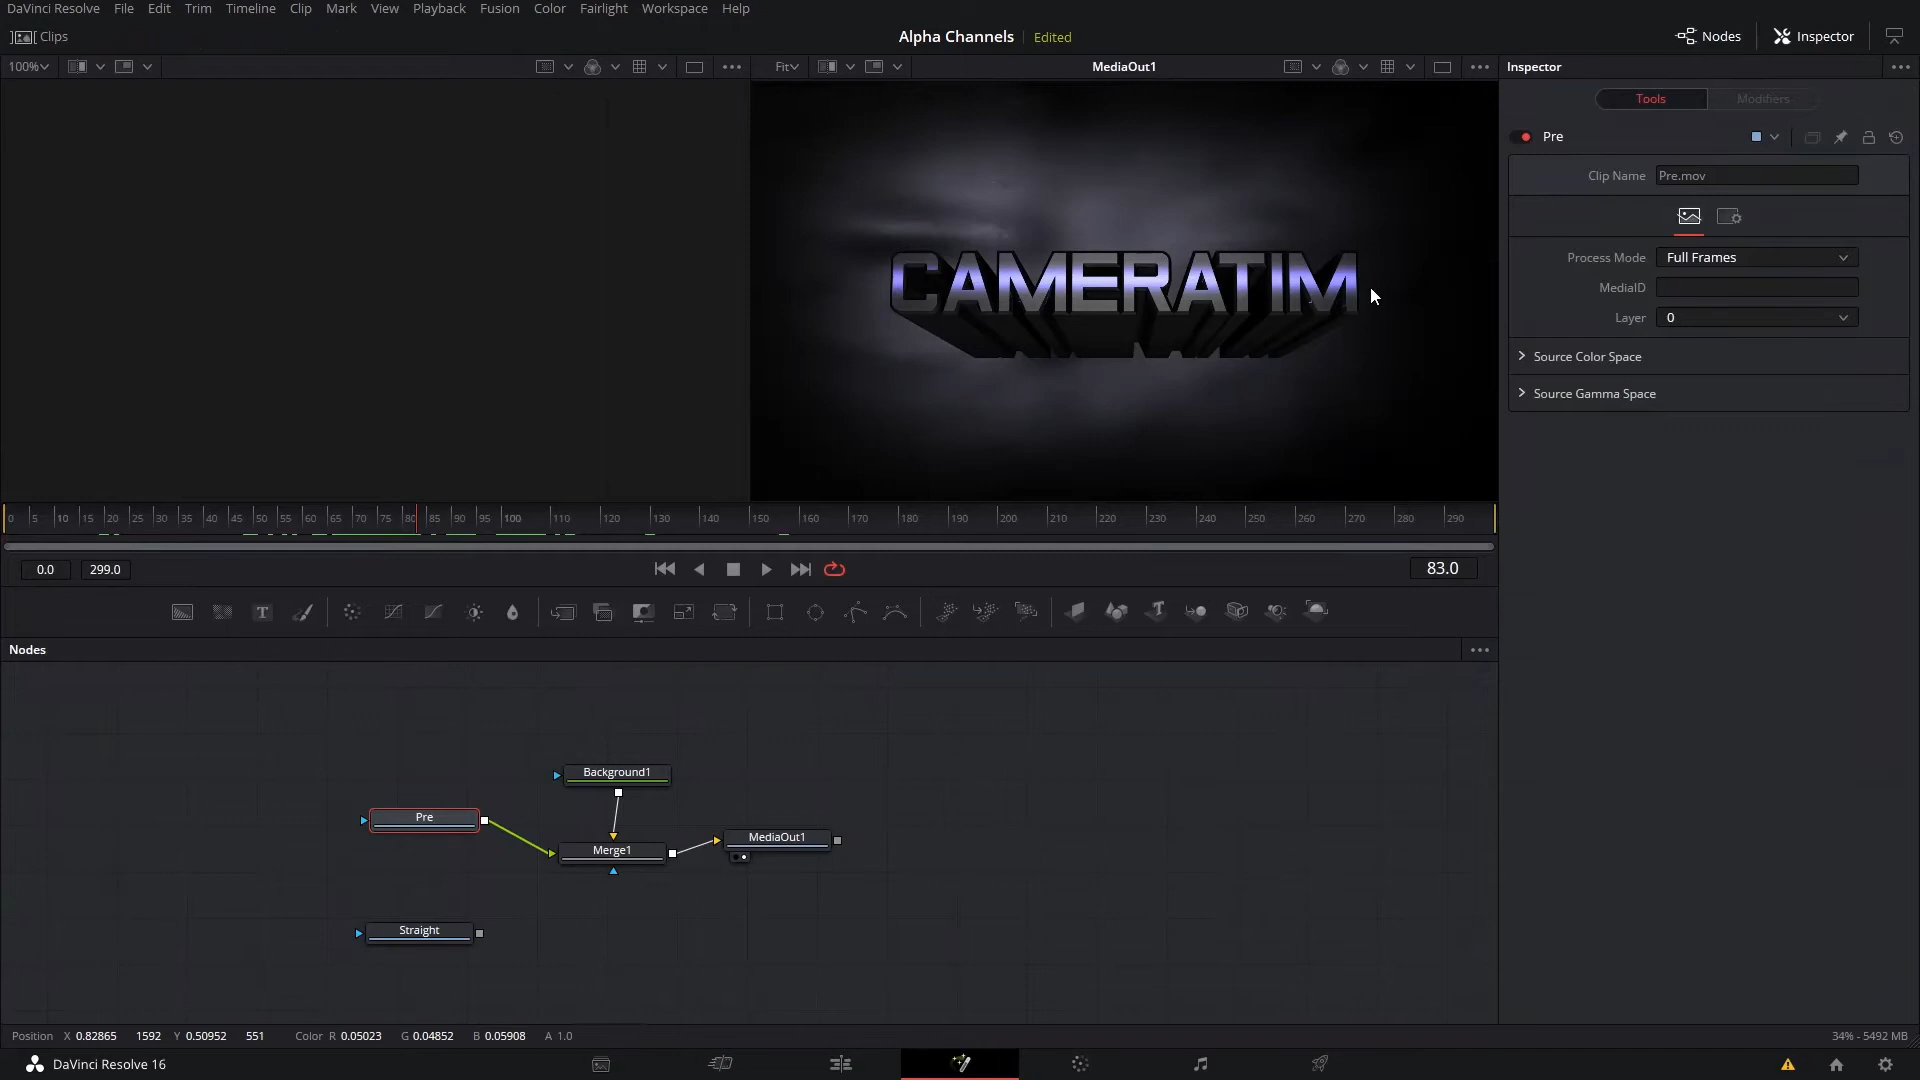 DaVinci Resolve File Edit Trim Timeline Clip Mark View Playback Fusion Color Fairlight Workspace Help
Clips
Alpha Channels
Edited
Nodes
Inspector
100%
Fit
MediaOut1
Inspector
Tools
Modifiers
Pre
Clip Name Pre.mov
Process Mode Full Frames
MediaID
Layer 0
Source Color Space
Source Gamma Space
CAMERATIM
0 5 10 15 20 25 30 35 40 45 50 55 60 65 70 75 80 85 90 95 100 110 120 130 140 150 160 170 180 190 200 210 220 230 240 250 260 270 280 290
0.0 299.0
83.0
T
T
Nodes
Background1
Pre
Merge1
MediaOut1
Straight
Position X 0.82865 1592 Y 0.50952 551 Color R 0.05023 G 0.04852 B 0.05908 A 1.0
34% - 5492 MB
DaVinci Resolve 16